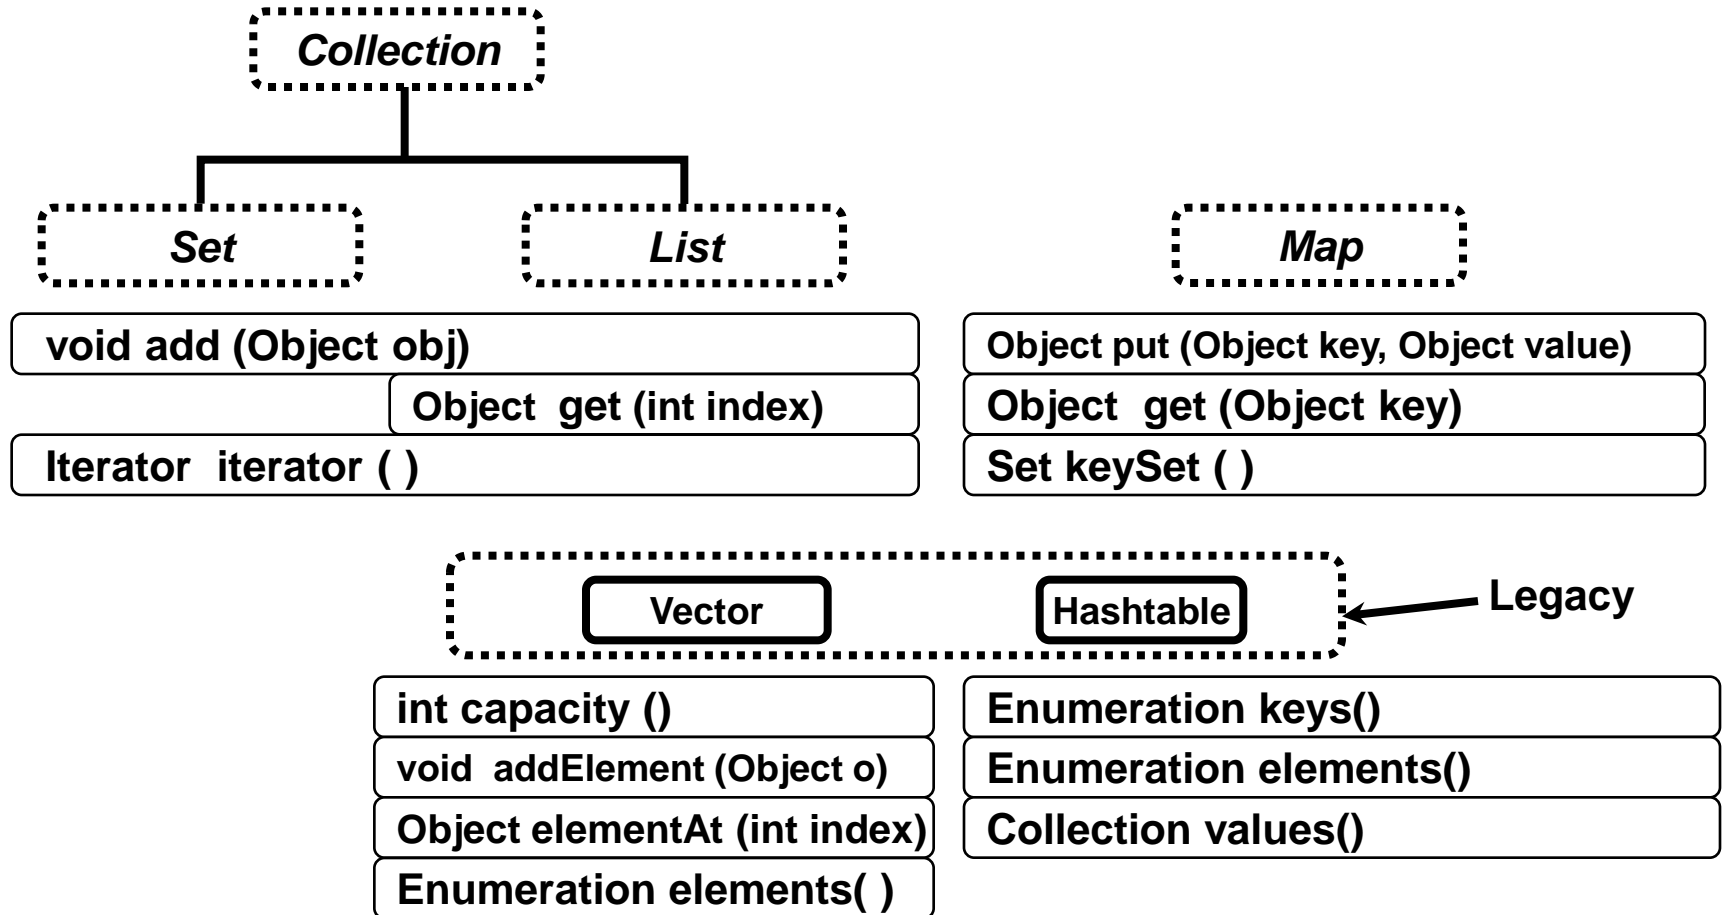 Collection
Set
List
Map
void add (Object obj)
Object get (int index)
Iterator iterator ( )
Object put (Object key, Object value)
Object get (Object key)
Set keySet ( )
Vector
Hashtable
Legacy
int capacity ()
void addElement (Object o)
Object elementAt (int index)
Enumeration elements( )
Enumeration keys()
Enumeration elements()
Collection values()